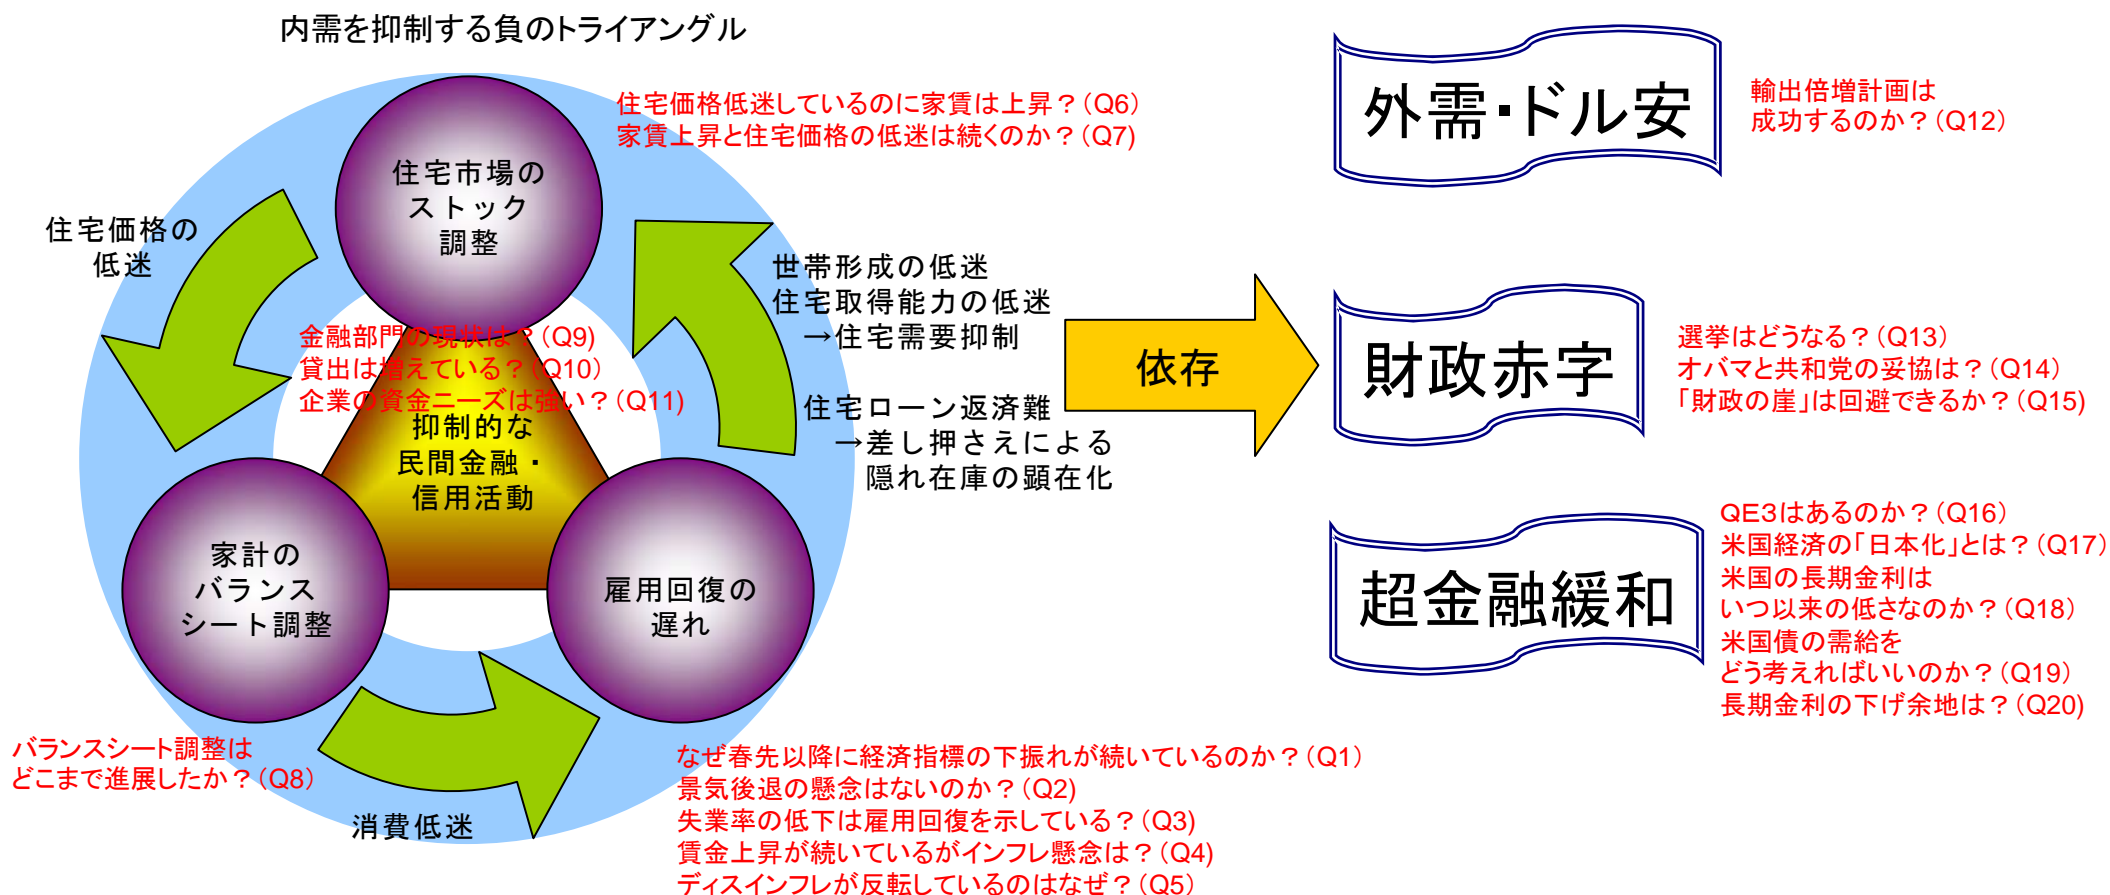 内需を抑制する負のトライアングル
住宅価格低迷しているのに家賃は上昇？(Q6)
家賃上昇と住宅価格の低迷は続くのか？(Q7)
住宅市場の
ストック
調整
住宅価格の
低迷
世帯形成の低迷
住宅取得能力の低迷
→住宅需要抑制
住宅ローン返済難
→差し押さえによる
隠れ在庫の顕在化
金融部門の現状は？(Q9)
貸出は増えている？(Q10)
企業の資金ニーズは強い？(Q11)
抑制的な
民間金融・
信用活動
家計の
バランス
シート調整
雇用回復の
遅れ
バランスシート調整は
どこまで進展したか？(Q8)
消費低迷
なぜ春先以降に経済指標の下振れが続いているのか？(Q1)
景気後退の懸念はないのか？(Q2)
失業率の低下は雇用回復を示している？(Q3)
賃金上昇が続いているがインフレ懸念は？(Q4)
ディスインフレが反転しているのはなぜ？(Q5)
依存
外需・ドル安
輸出倍増計画は
成功するのか？(Q12)
財政赤字
選挙はどうなる？(Q13)
オバマと共和党の妥協は？(Q14)
「財政の崖」は回避できるか？(Q15)
超金融緩和
QE3はあるのか？(Q16)
米国経済の「日本化」とは？(Q17)
米国の長期金利は
いつ以来の低さなのか？(Q18)
米国債の需給を
どう考えればいいのか？(Q19)
長期金利の下げ余地は？(Q20)